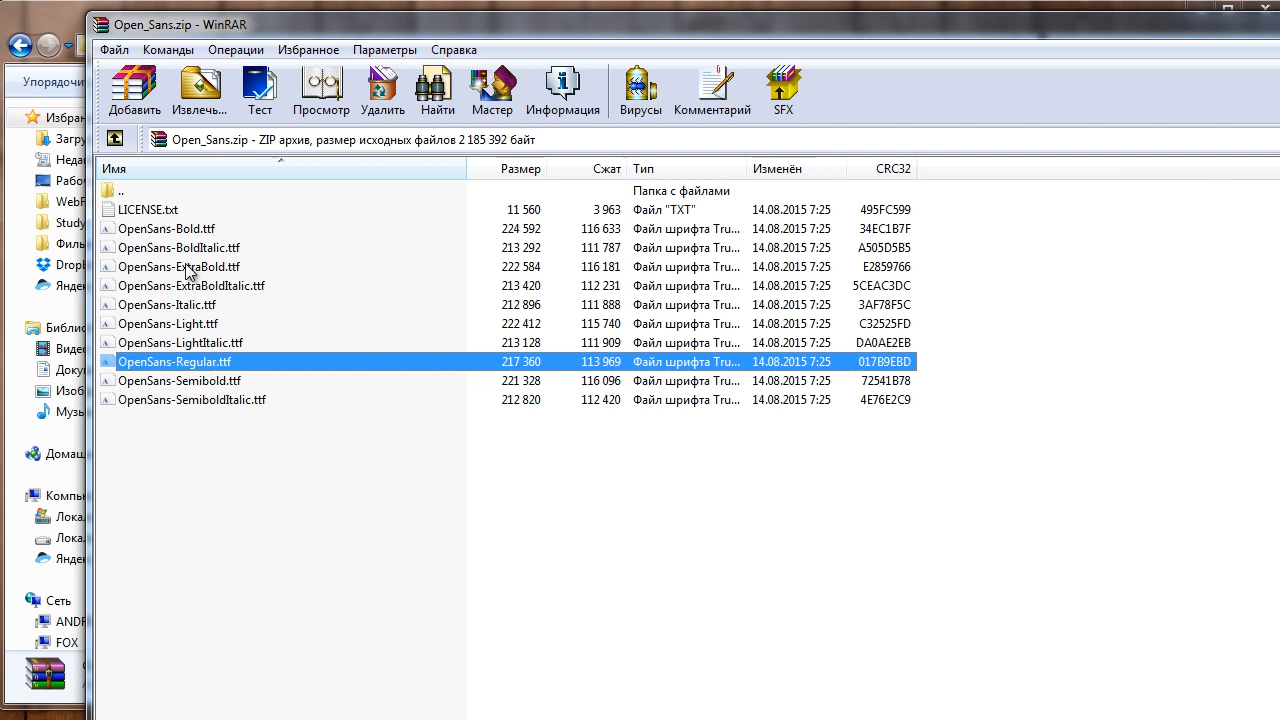 Open_Sans.zip - WinRAR
Файл Команды Операции Избранное Параметры Справка
Упорядочи
Добавить Извлечь... Тест Просмотр Удалить Найти Мастер Информация Вирусы Комментарий SFX
Open_Sans.zip - ZIP архив, размер исходных файлов 2 185 392 байт
Имя Размер Сжат Тип Изменён CRC32
.. Папка с файлами
LICENSE.txt 11 560 3 963 Файл "TXT" 14.08.2015 7:25 495FC599
OpenSans-Bold.ttf 224 592 116 633 Файл шрифта Tru... 14.08.2015 7:25 34EC1B7F
OpenSans-BoldItalic.ttf 213 292 111 787 Файл шрифта Tru... 14.08.2015 7:25 A505D5B5
OpenSans-ExtraBold.ttf 222 584 116 181 Файл шрифта Tru... 14.08.2015 7:25 E2859766
OpenSans-ExtraBoldItalic.ttf 213 420 112 231 Файл шрифта Tru... 14.08.2015 7:25 5CEAC3DC
OpenSans-Italic.ttf 212 896 111 888 Файл шрифта Tru... 14.08.2015 7:25 3AF78F5C
OpenSans-Light.ttf 222 412 115 740 Файл шрифта Tru... 14.08.2015 7:25 C32525FD
OpenSans-LightItalic.ttf 213 128 111 909 Файл шрифта Tru... 14.08.2015 7:25 DA0AE2EB
OpenSans-Regular.ttf 217 360 113 969 Файл шрифта Tru... 14.08.2015 7:25 017B9EBD
OpenSans-Semibold.ttf 221 328 116 096 Файл шрифта Tru... 14.08.2015 7:25 72541B78
OpenSans-SemiboldItalic.ttf 212 820 112 420 Файл шрифта Tru... 14.08.2015 7:25 4E76E2C9
Избран
Загру
Неда
Рабо
WebF
Study
Филь
Dropl
Яндe
Библис
Видес
Доку
Изоб
Музы
Домаш
Компы
Лока
Лока
Яндe
Сеть
ANDF
FOX